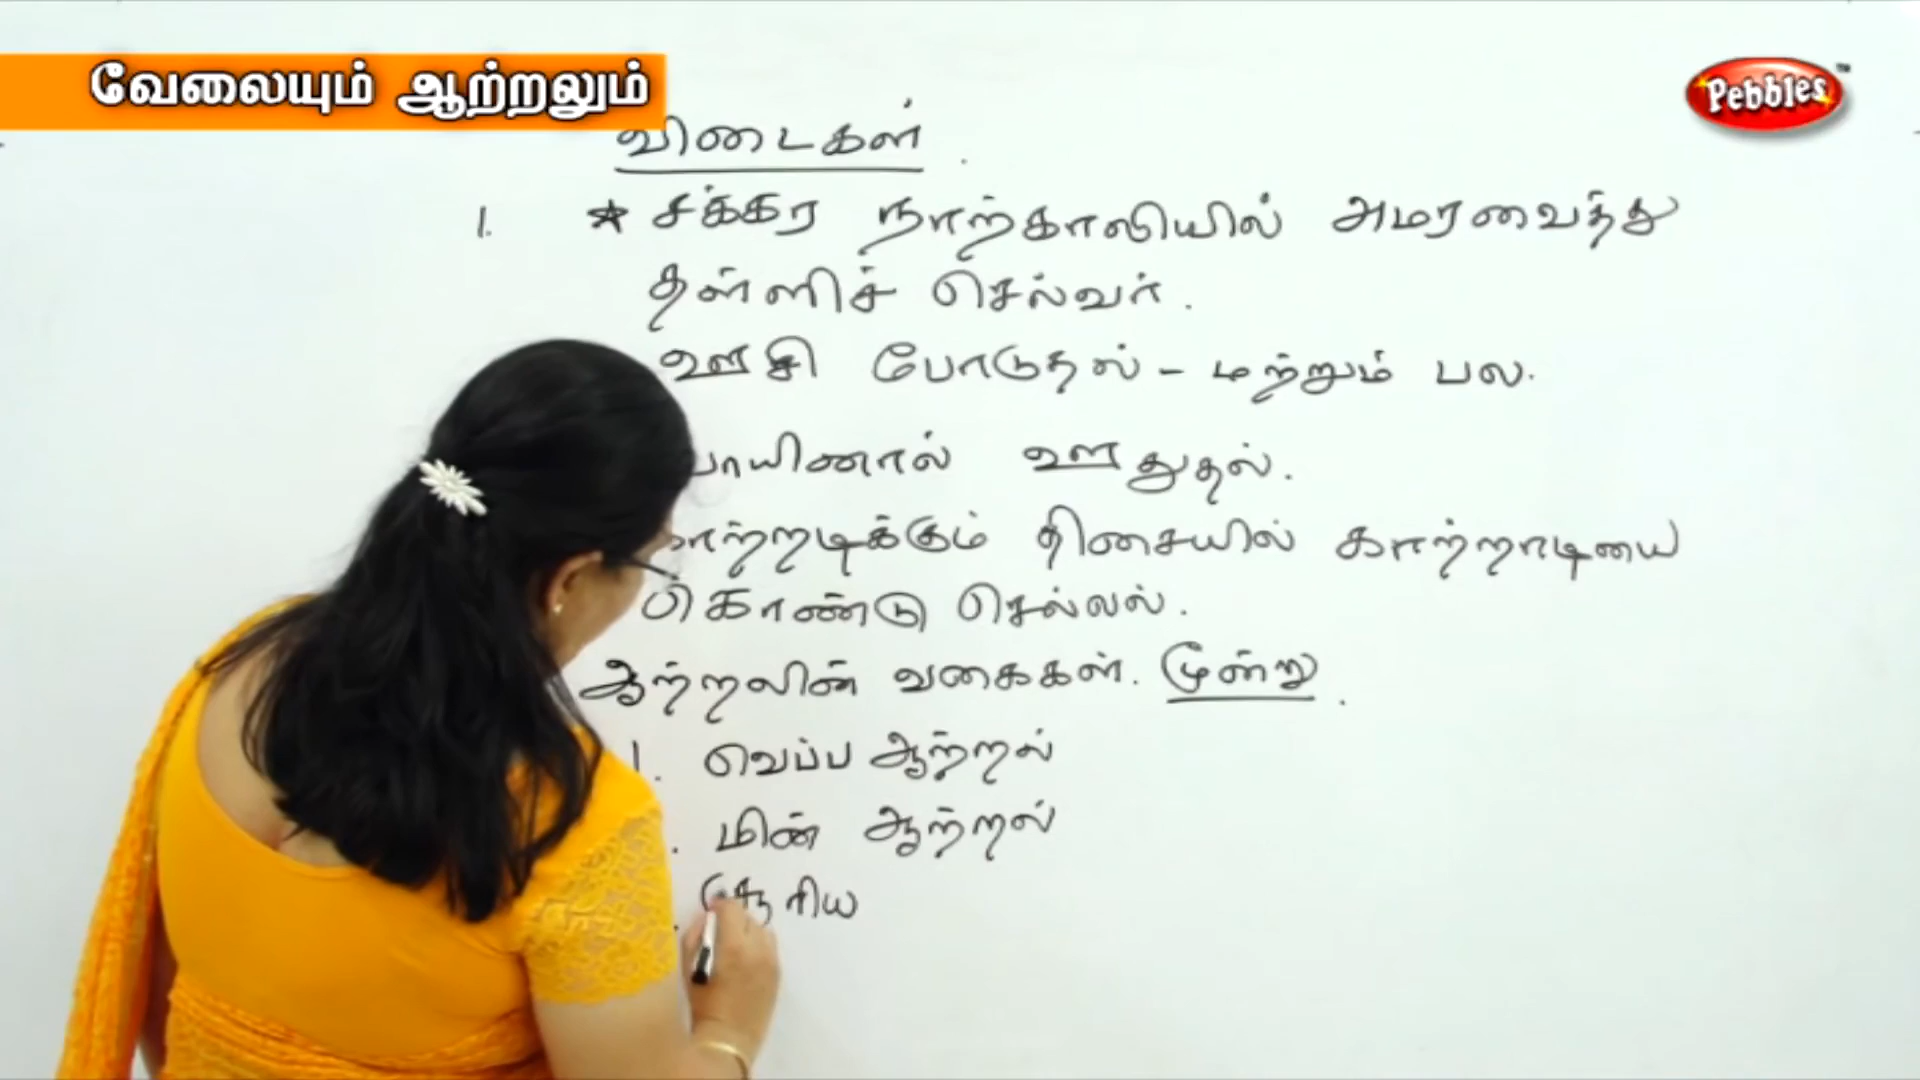 வேலையும் ஆற்றலும்
Pebbles
விடைகள்
1. * சக்கர நாற்காலியில் அமரவைத்து
தள்ளிச் செல்வர்.
ஊசி போடுதல் - மற்றும் பல.
வாயினால் ஊதுதல்.
காற்றடிக்கும் திசையில் காற்றாடியை
கொண்டு செல்லல்.
ஆற்றலின் வகைகள். மூன்று.
1. வெப்ப ஆற்றல்
. மின் ஆற்றல்
. சூரிய